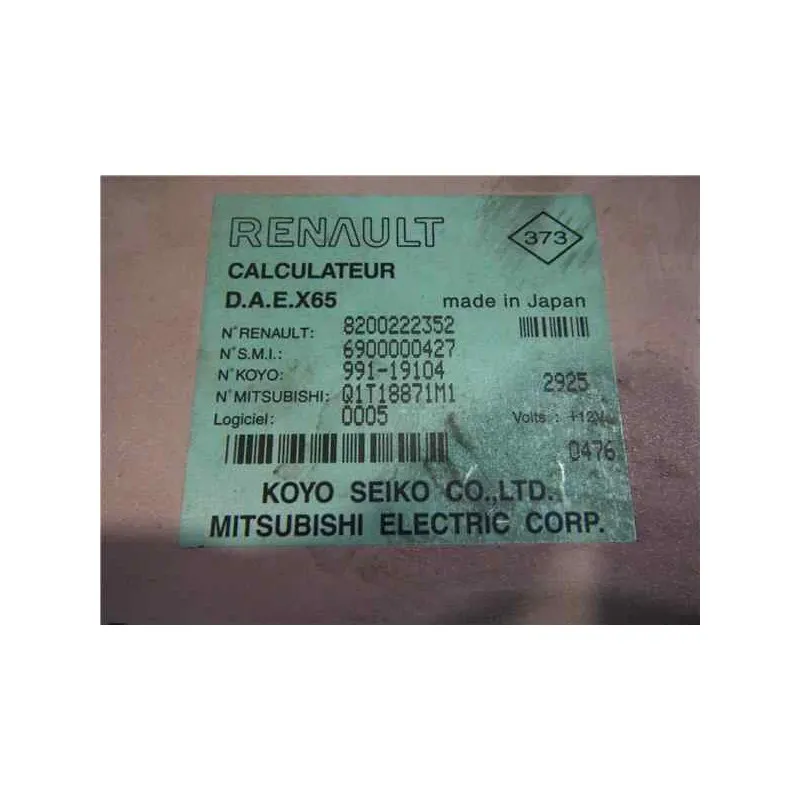 RENAULT 373
CALCULATEUR
D.A.E.X65 made in Japan
N°RENAULT: 8200222352
N°S.M.I.: 6900000427
N°KOYO: 991-19104 2925
N°MITSUBISHI: Q1T18871M1
Logiciel: 0005 Volts : +12V
0476
KOYO SEIKO CO.,LTD.
MITSUBISHI ELECTRIC CORP.